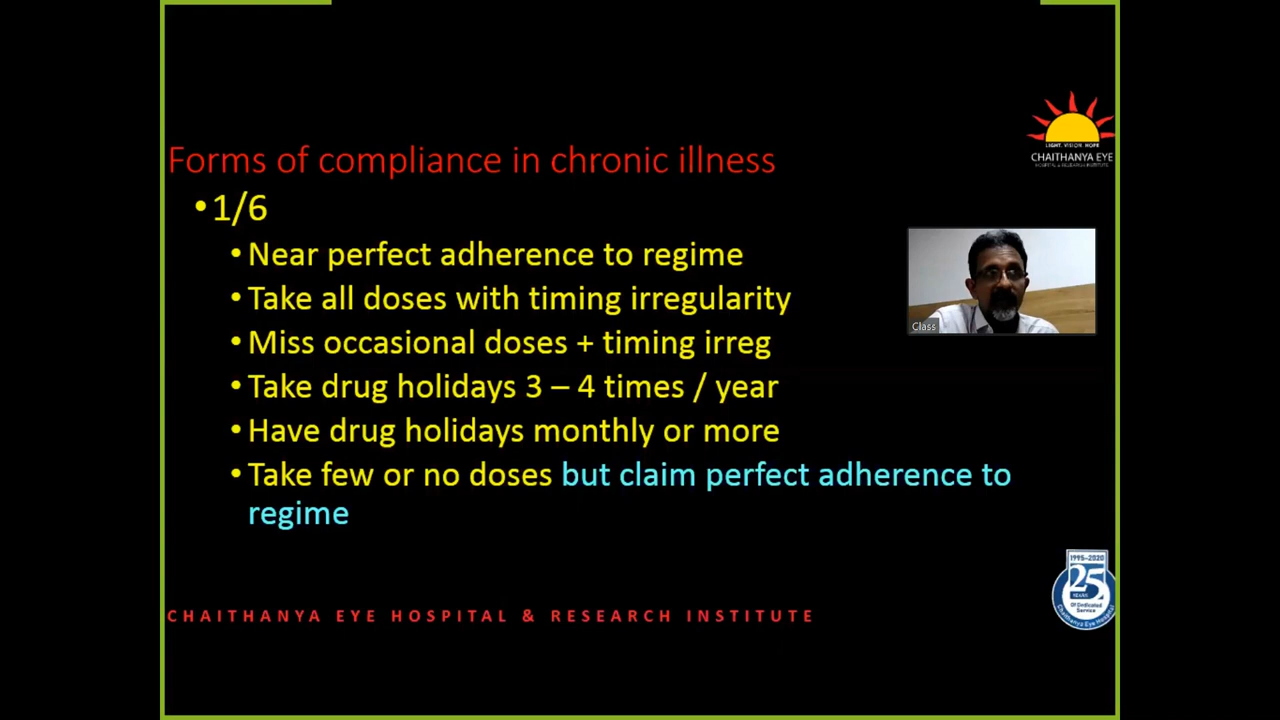 Forms of compliance in chronic illness
•1/6
•Near perfect adherence to regime
•Take all doses with timing irregularity
•Miss occasional doses + timing irreg
•Take drug holidays 3 – 4 times / year
•Have drug holidays monthly or more
•Take few or no doses but claim perfect adherence to
regime
LIGHT. VISION. HOPE
CHAITHANYA EYE
HOSPITAL & RESEARCH INSTITUTE
Class
1995-2020
25
YEARS
Of Dedicated
Service
Chaithanya Eye Hospital
CHAITHANYA EYE HOSPITAL & RESEARCH INSTITUTE